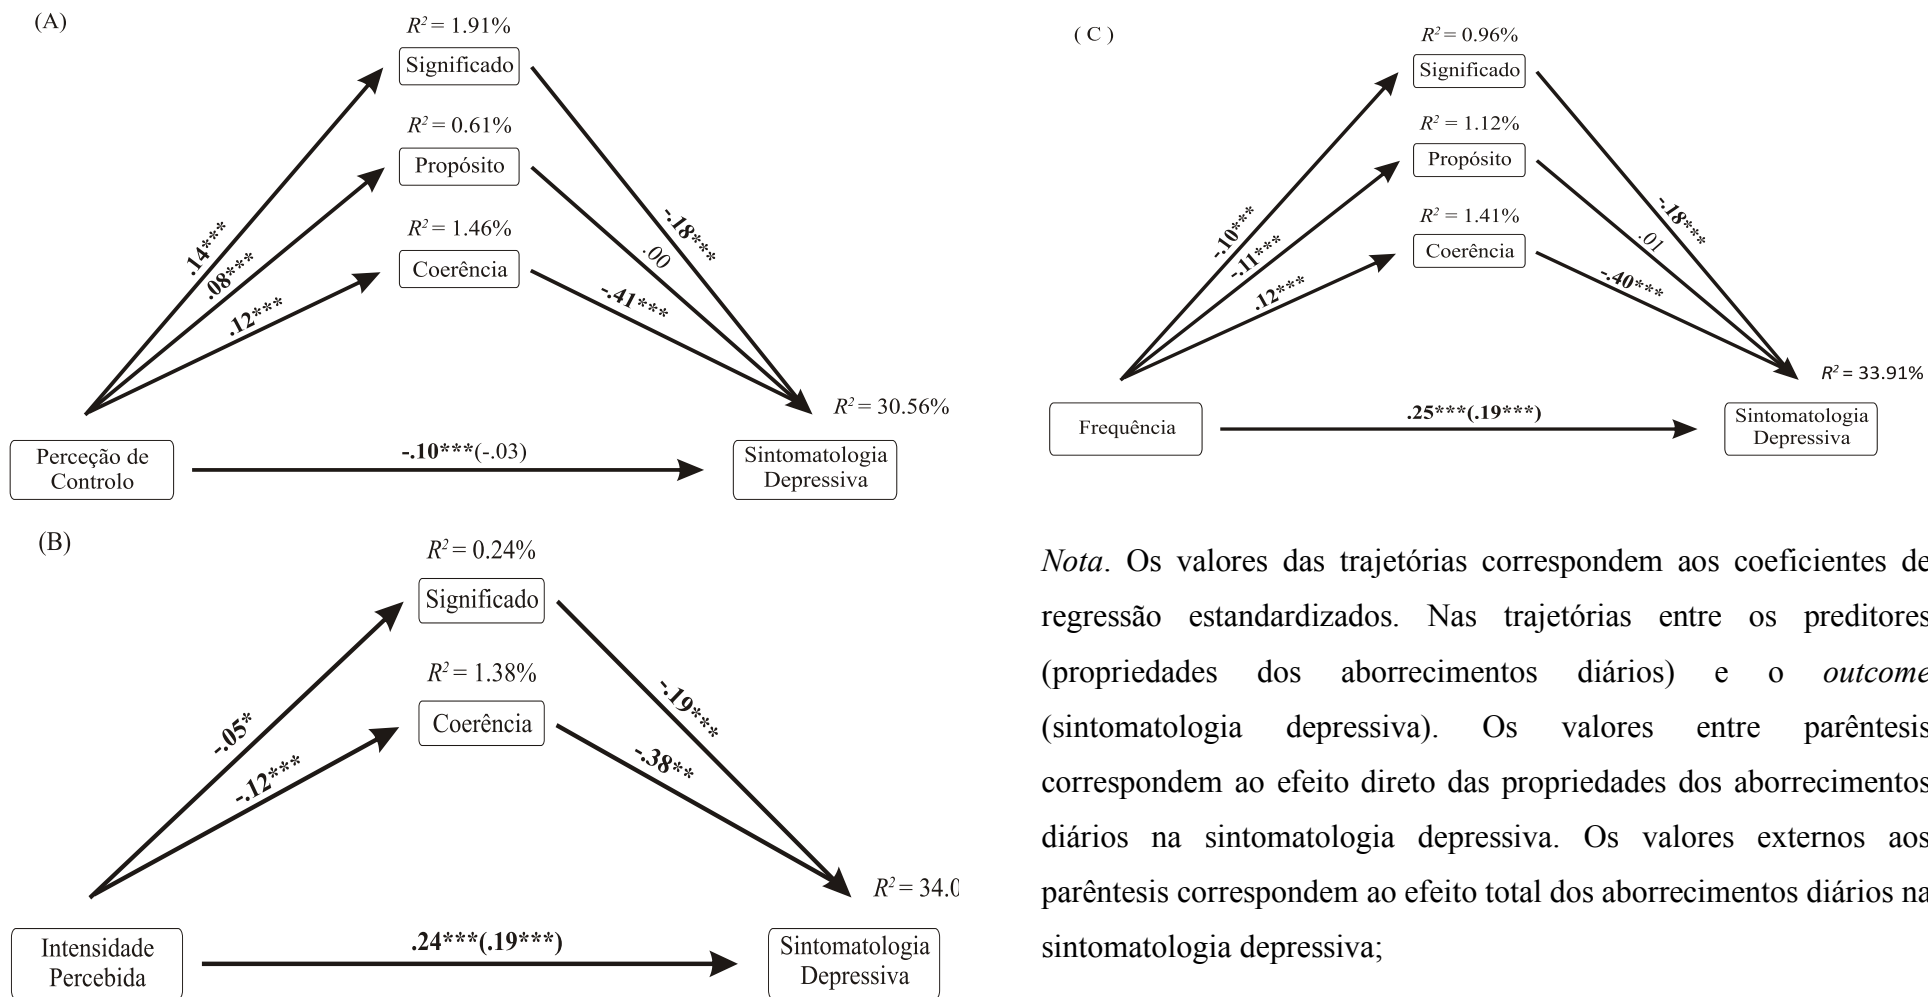 (A)
R² = 1.91%
Significado
R² = 0.61%
Propósito
R² = 1.46%
Coerência
.14***
.08***
.12***
-.18***
.00
-.41***
R² = 30.56%
-.10***(-.03)
Perceção de
Controlo
Sintomatologia
Depressiva
(B)
R² = 0.24%
Significado
R² = 1.38%
Coerência
-.05*
-.12***
-.19***
-.38**
R² = 34.0
.24***(.19***)
Intensidade
Percebida
Sintomatologia
Depressiva
( C )
R² = 0.96%
Significado
R² = 1.12%
Propósito
R² = 1.41%
Coerência
-.10***
-.11***
.12***
-.18***
.01
-.40***
R² = 33.91%
.25***(.19***)
Frequência
Sintomatologia
Depressiva
Nota. Os valores das trajetórias correspondem aos coeficientes de
regressão estandardizados. Nas trajetórias entre os preditores
(propriedades dos aborrecimentos diários) e o outcome
(sintomatologia depressiva). Os valores entre parêntesis
correspondem ao efeito direto das propriedades dos aborrecimentos
diários na sintomatologia depressiva. Os valores externos aos
parêntesis correspondem ao efeito total dos aborrecimentos diários na
sintomatologia depressiva;